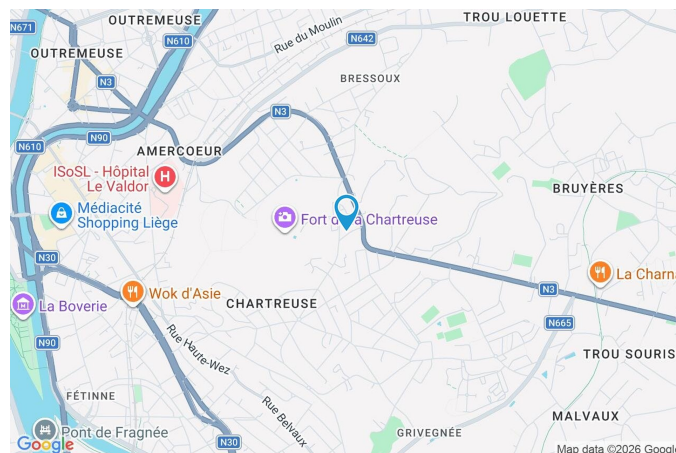 OUTREMEUSE
TROU LOUETTE
N671
N610
Rue du Moulin
N642
OUTREMEUSE
BRESSOUX
N3
N3
N90
N610
AMERCOEUR
ISoSL - Hôpital
Le Valdor
H
BRUYÈRES
Médiacité
Shopping Liège
Fort de la Chartreuse
N30
La Charna
N3
Wok d'Asie
La Boverie
CHARTREUSE
N665
Rue Haute-Wez
N90
TROU SOURIS
FÉTINNE
Rue Belvaux
MALVAUX
Pont de Fragnée
GRIVEGNÉE
N30
Google
Map data ©2026 Google